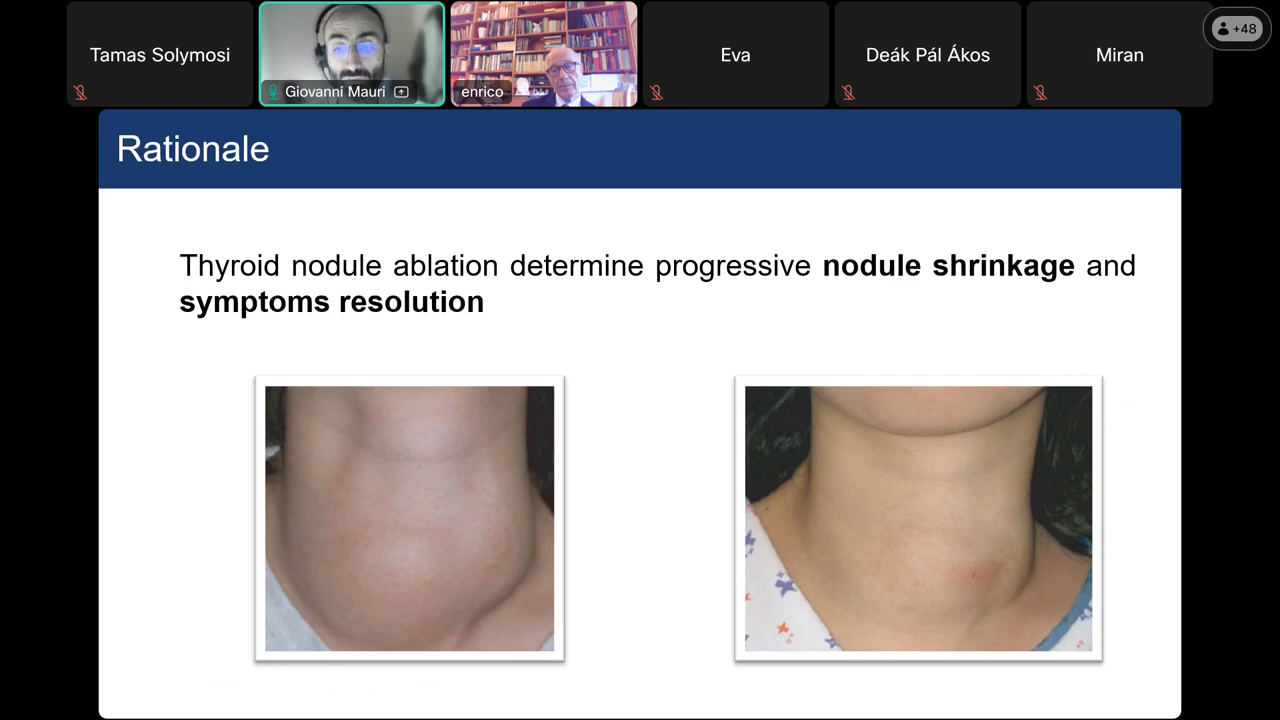 Tamas Solymosi
Giovanni Mauri
enrico
Eva
Deák Pál Ákos
Miran
+48
Rationale
Thyroid nodule ablation determine progressive nodule shrinkage and
symptoms resolution